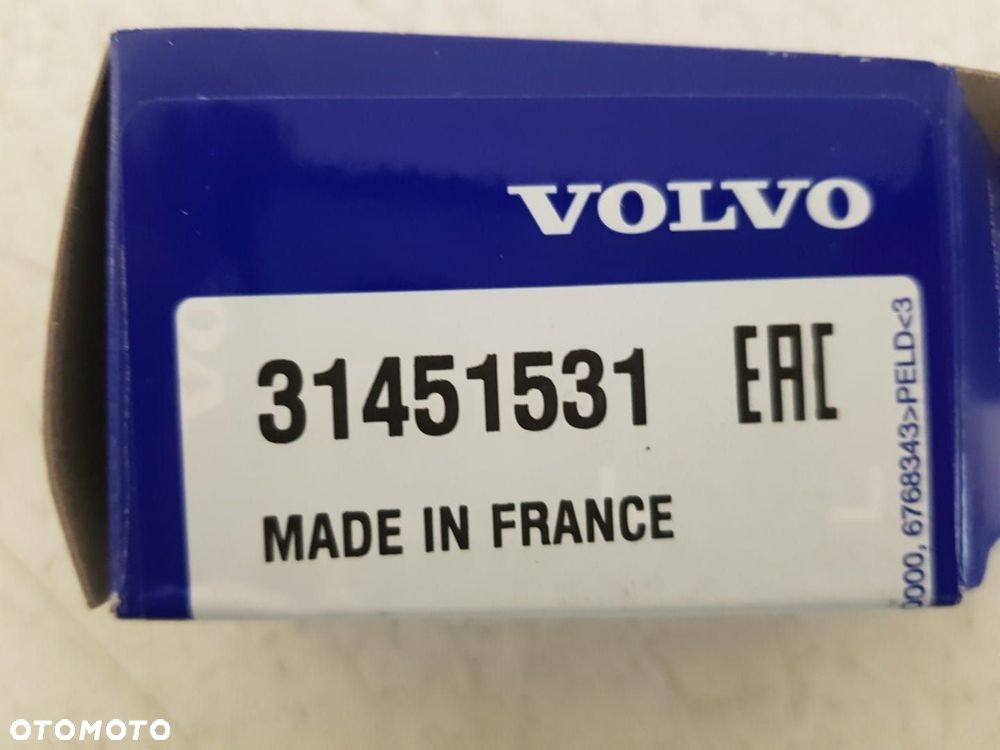 VOLVO
31451531 EAC
MADE IN FRANCE
0000, 6768343>PELD<3
OTOMOTO